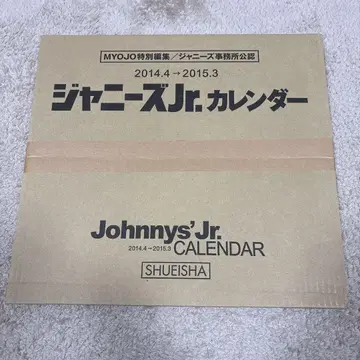 MYOJO特別編集/ジャニーズ事務所公認
2014.4→2015.3
ジャニーズJr.カレンダー
Johnnys'Jr.
2014.4→2015.3 CALENDAR
SHUEISHA